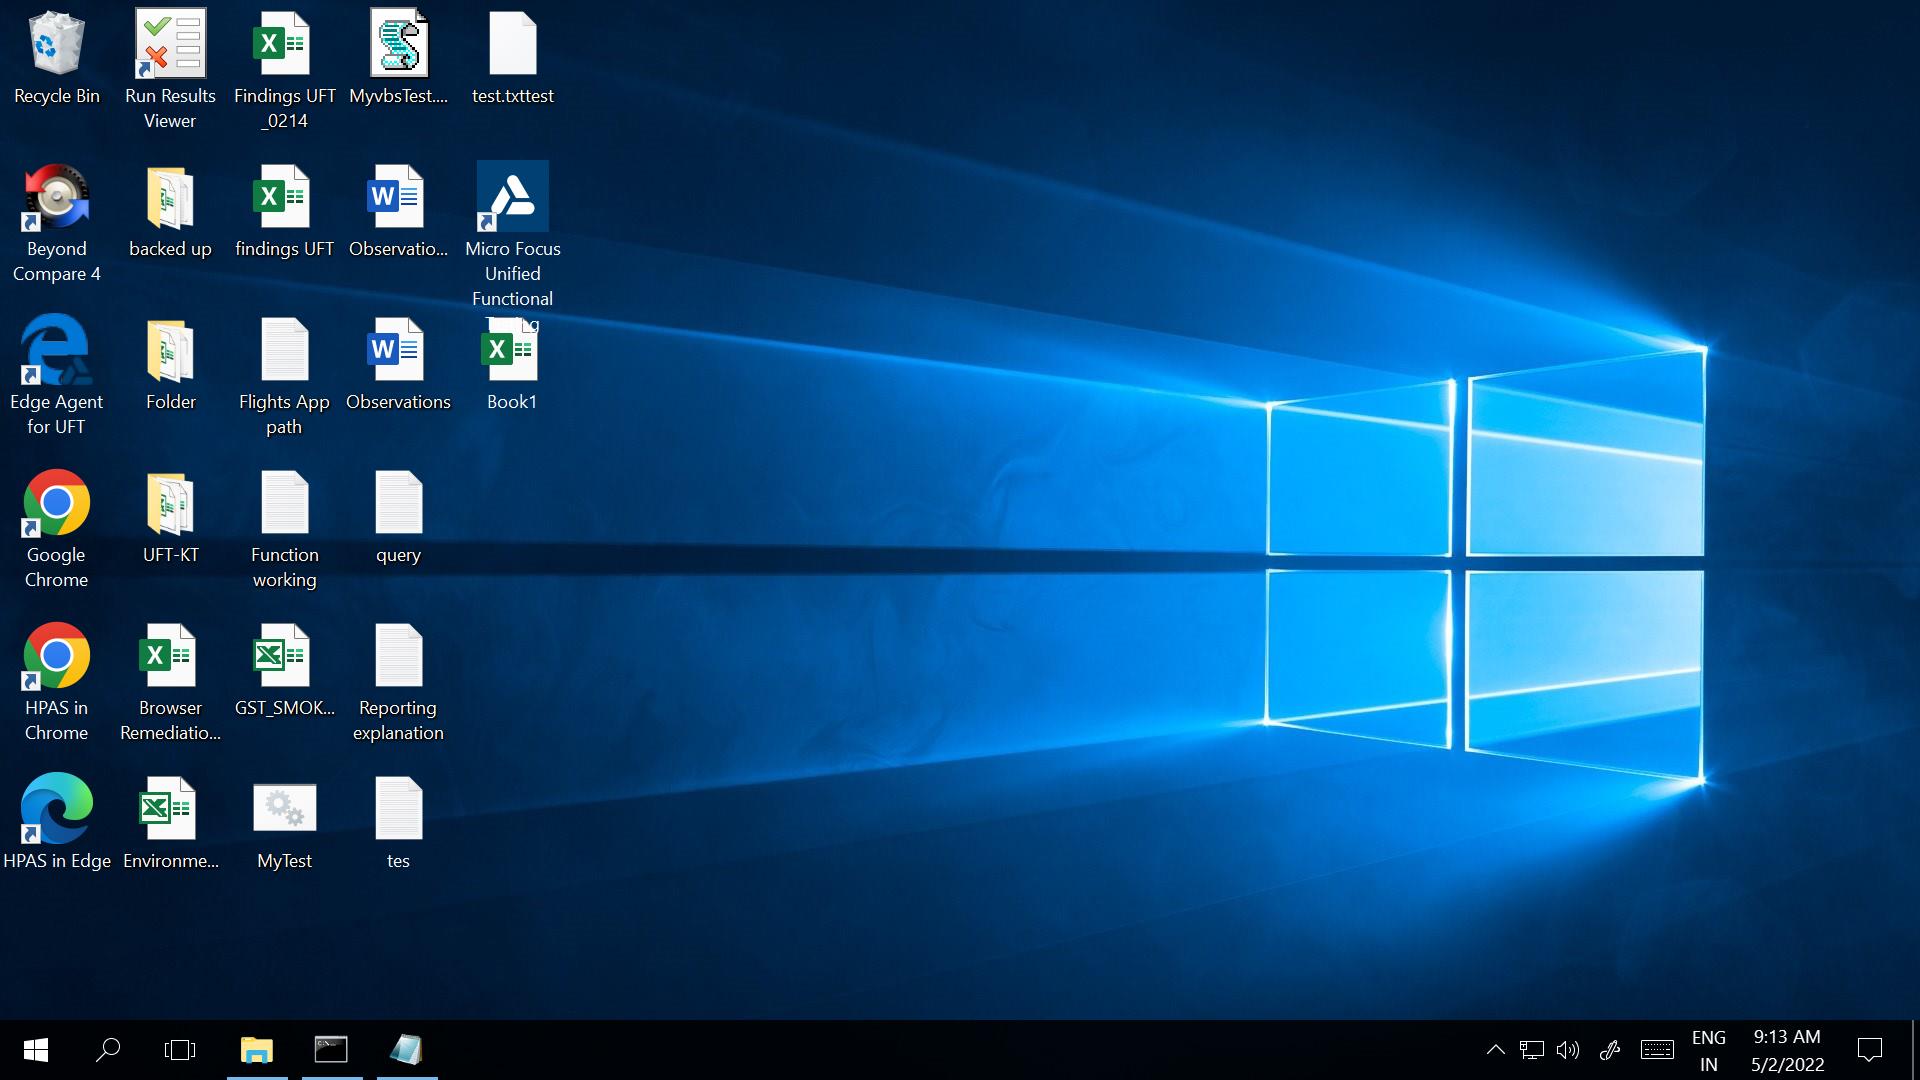 Recycle Bin
Run Results
Viewer
Findings UFT
_0214
MyvbsTest....
test.txttest
Beyond
Compare 4
backed up
findings UFT
Observatio...
Micro Focus
Unified
Functional
Edge Agent
for UFT
Folder
Flights App
path
Observations
Book1
Google
Chrome
UFT-KT
Function
working
query
HPAS in
Chrome
Browser
Remediatio...
GST_SMOK...
Reporting
explanation
HPAS in Edge
Environme...
MyTest
tes
ENG
IN
9:13 AM
5/2/2022